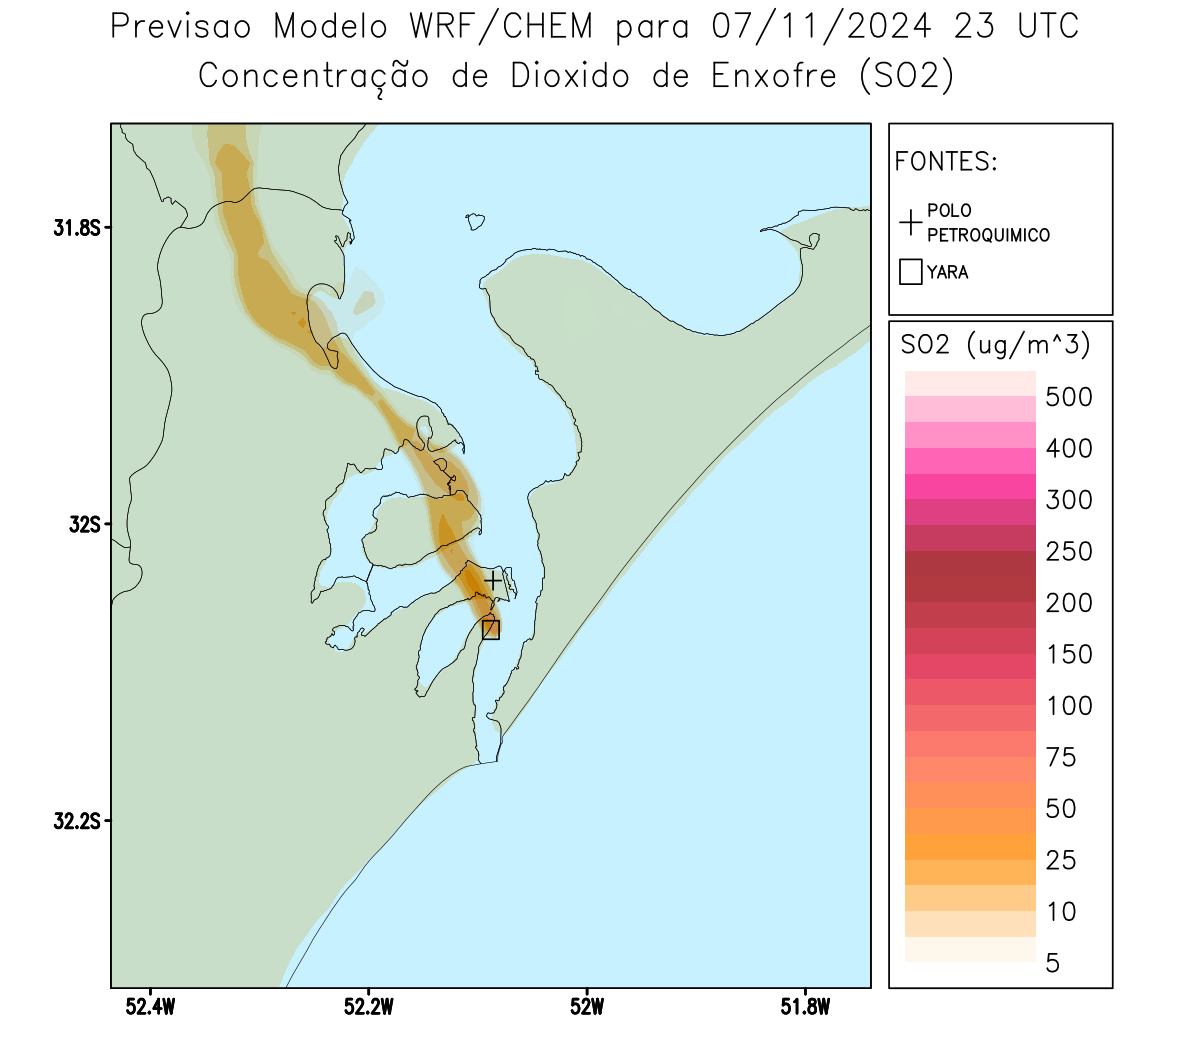 Previsao Modelo WRF/CHEM para 07/11/2024 23 UTC
Concentração de Dioxido de Enxofre (SO2)
FONTES:
POLO
PETROQUIMICO
YARA
SO2 (ug/m^3)
500
400
300
250
200
150
100
75
50
25
10
5
31.8S
32S
32.2S
52.4W
52.2W
52W
51.8W